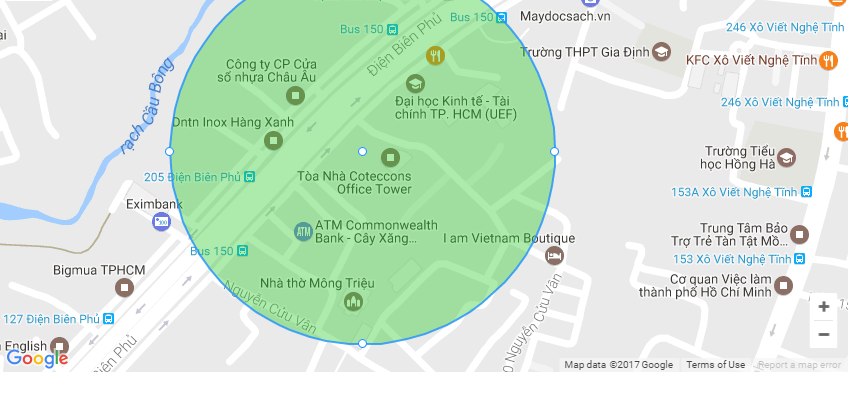 Maydocsach.vn
Bus 150
Bus 150
246 Xô Viết Nghệ Tĩnh
Điện Biên Phủ
Trường THPT Gia Định
KFC Xô Viết Nghệ Tĩnh
Công ty CP Cửa
sổ nhựa Châu Âu
rạch Cầu Bông
Đại học Kinh tế - Tài
chính TP. HCM (UEF)
246 Xô Viết Nghệ Tĩnh
Dntn Inox Hàng Xanh
Trường Tiểu
học Hồng Hà
205 Điện Biên Phủ
Tòa Nhà Coteccons
Office Tower
153A Xô Viết Nghệ Tĩnh
Eximbank
ATM
ATM Commonwealth
Bank - Cây Xăng...
Trung Tâm Bảo
Trợ Trẻ Tàn Tật Mồ...
I am Vietnam Boutique
Bus 150
153 Xô Viết Nghệ Tĩnh
Bigmua TPHCM
Nhà thờ Mông Triệu
Cơ quan Việc làm
thành phố Hồ Chí Minh
Nguyễn Cửu Vân
Nguyễn Cửu Vân
127 Điện Biên Phủ
English
Biên Phủ
Google
Map data ©2017 Google
Terms of Use
Report a map error